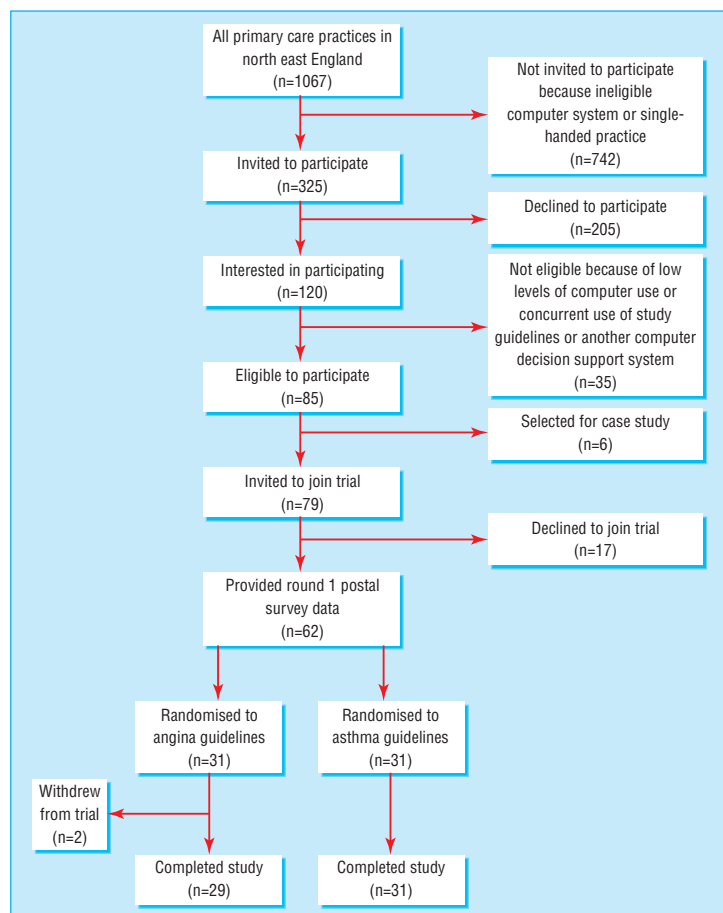 All primary care practices in
north east England
(n=1067)
Not invited to participate
because ineligible
computer system or single-
handed practice
(n=742)
Invited to participate
(n=325)
Declined to participate
(n=205)
Interested in participating
(n=120)
Not eligible because of low
levels of computer use or
concurrent use of study
guidelines or another computer
decision support system
(n=35)
Eligible to participate
(n=85)
Selected for case study
(n=6)
Invited to join trial
(n=79)
Declined to join trial
(n=17)
Provided round 1 postal
survey data
(n=62)
Randomised to
angina guidelines
(n=31)
Randomised to
asthma guidelines
(n=31)
Withdrew
from trial
(n=2)
Completed study
(n=29)
Completed study
(n=31)